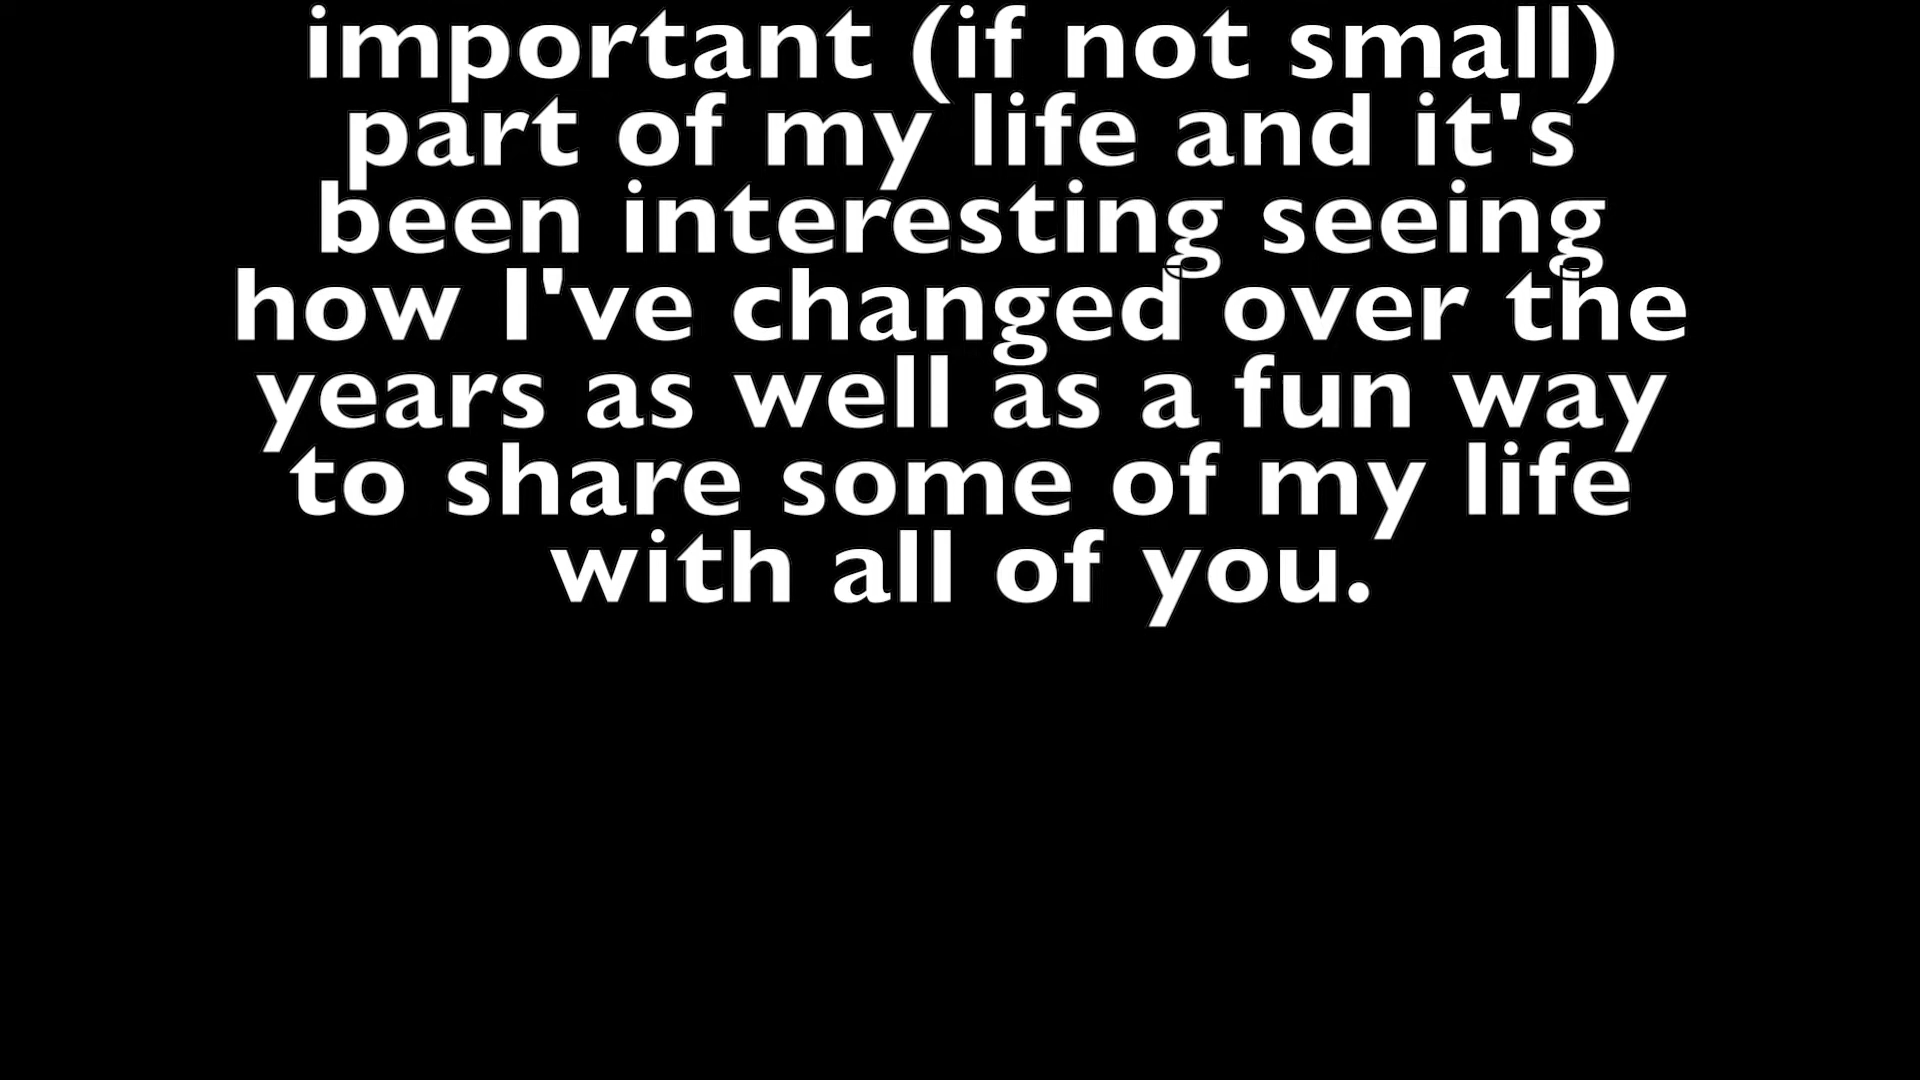 important (if not small)
part of my life and it's
been interesting seeing
how I've changed over the
years as well as a fun way
to share some of my life
with all of you.